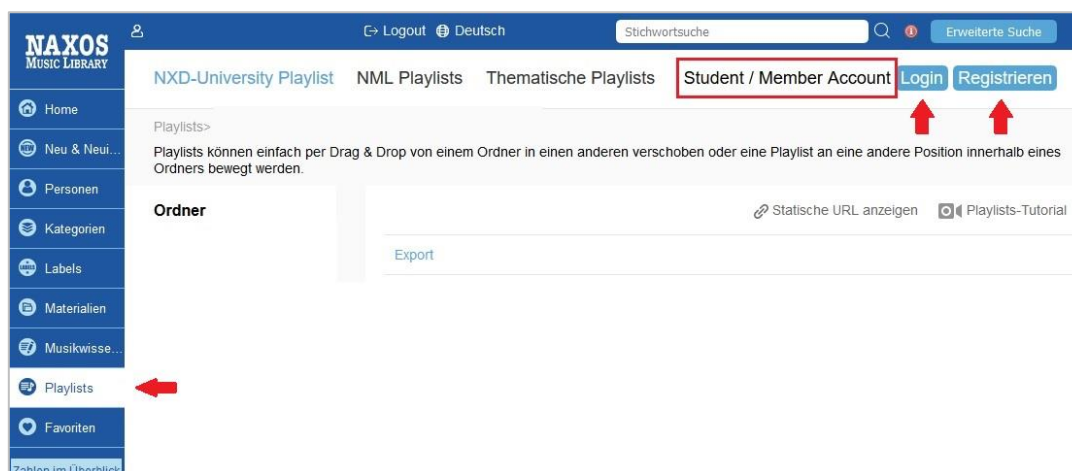 NAXOS
MUSIC LIBRARY
Logout Deutsch Stichwortsuche Erweiterte Suche
NXD-University Playlist NML Playlists Thematische Playlists Student / Member Account Login Registrieren
Home
Neu & Neui...
Personen
Kategorien
Labels
Materialien
Musikwisse...
Playlists
Favoriten
Zahlen im Überblick
Playlists>
Playlists können einfach per Drag & Drop von einem Ordner in einen anderen verschoben oder eine Playlist an eine andere Position innerhalb eines
Ordners bewegt werden.
Ordner
Statische URL anzeigen Playlists-Tutorial
Export